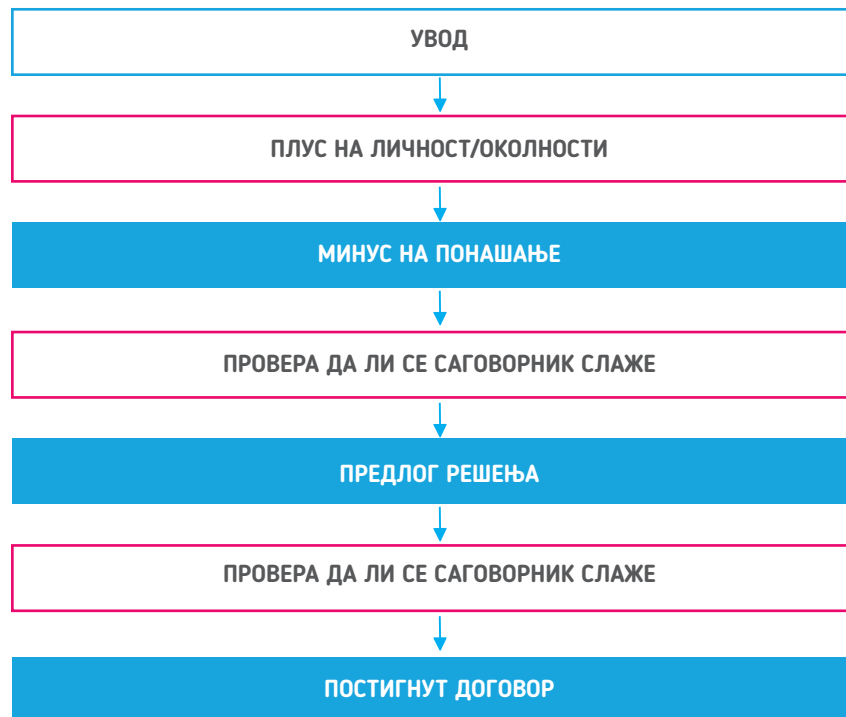 УВОД
ПЛУС НА ЛИЧНОСТ/ОКОЛНОСТИ
МИНУС НА ПОНАШАЊЕ
ПРОВЕРА ДА ЛИ СЕ САГОВОРНИК СЛАЖЕ
ПРЕДЛОГ РЕШЕЊА
ПРОВЕРА ДА ЛИ СЕ САГОВОРНИК СЛАЖЕ
ПОСТИГНУТ ДОГОВОР